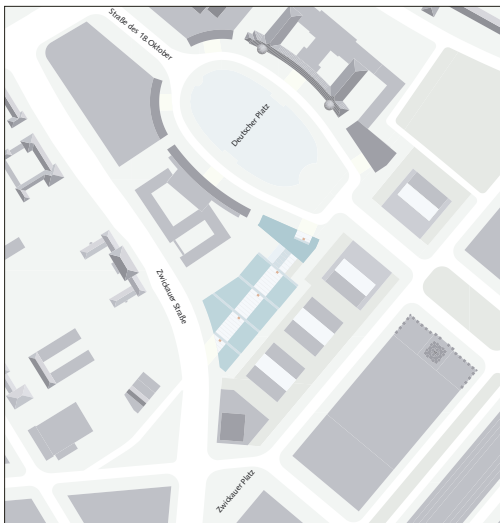 Straße des 18.Oktober
Deutscher Platz
Zwickauer Straße
Zwickauer Platz